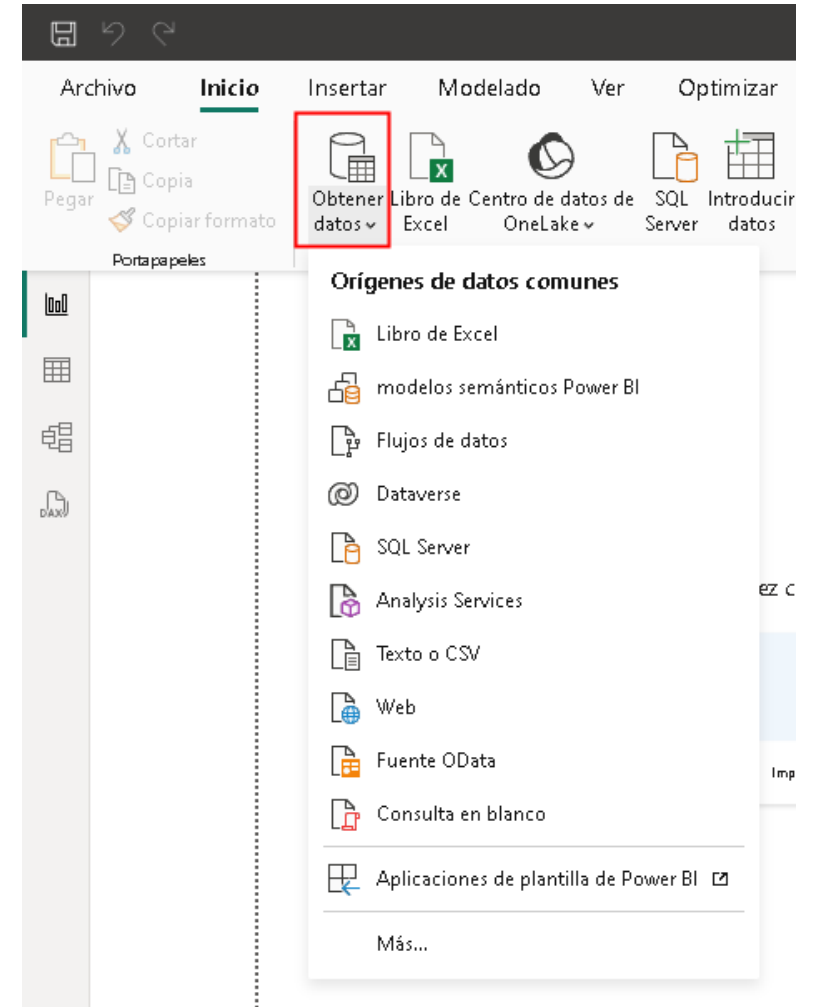 Archivo Inicio Insertar Modelado Ver Optimizar
Pegar
Cortar
Copia
Copiar formato
Portapapeles
Obtener datos
Libro de Excel
Centro de datos de OneLake
SQL Server
Introducir datos
Orígenes de datos comunes
Libro de Excel
modelos semánticos Power BI
Flujos de datos
Dataverse
SQL Server
Analysis Services
Texto o CSV
Web
Fuente OData
Consulta en blanco
Aplicaciones de plantilla de Power BI
Más...
DAX
ez c
Imp